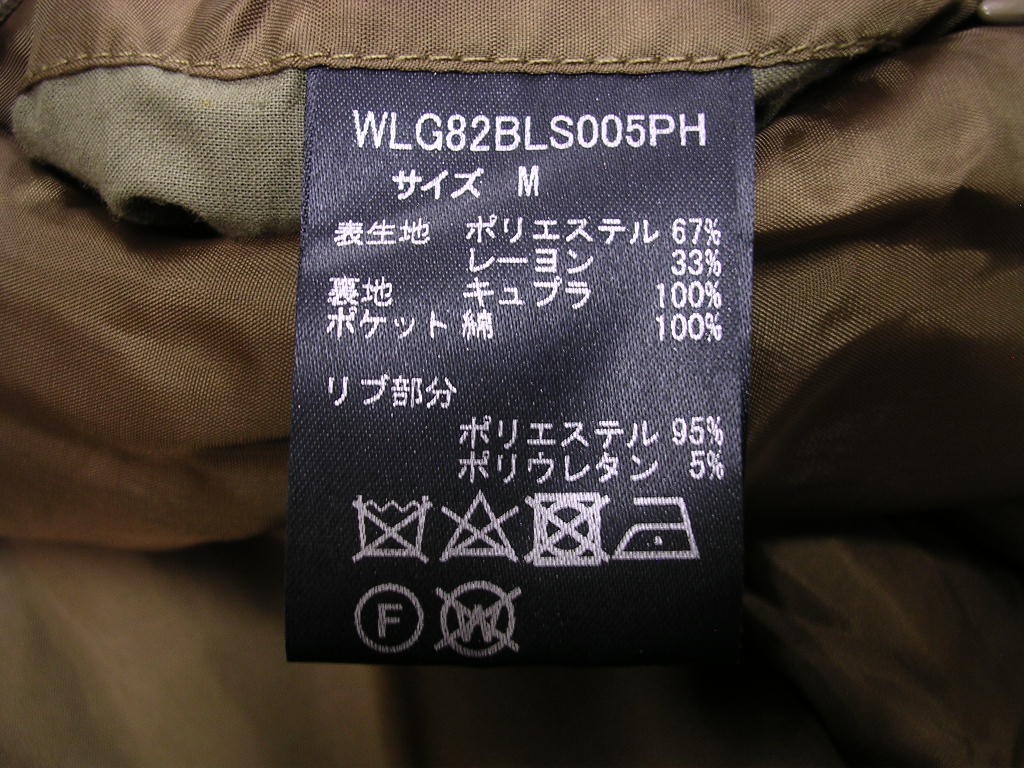 WLG82BLS005PH
サイズ M
表生地 ポリエステル 67%
レーヨン 33%
裏地 キュプラ 100%
ポケット 綿 100%
リブ部分
ポリエステル 95%
ポリウレタン 5%
F W